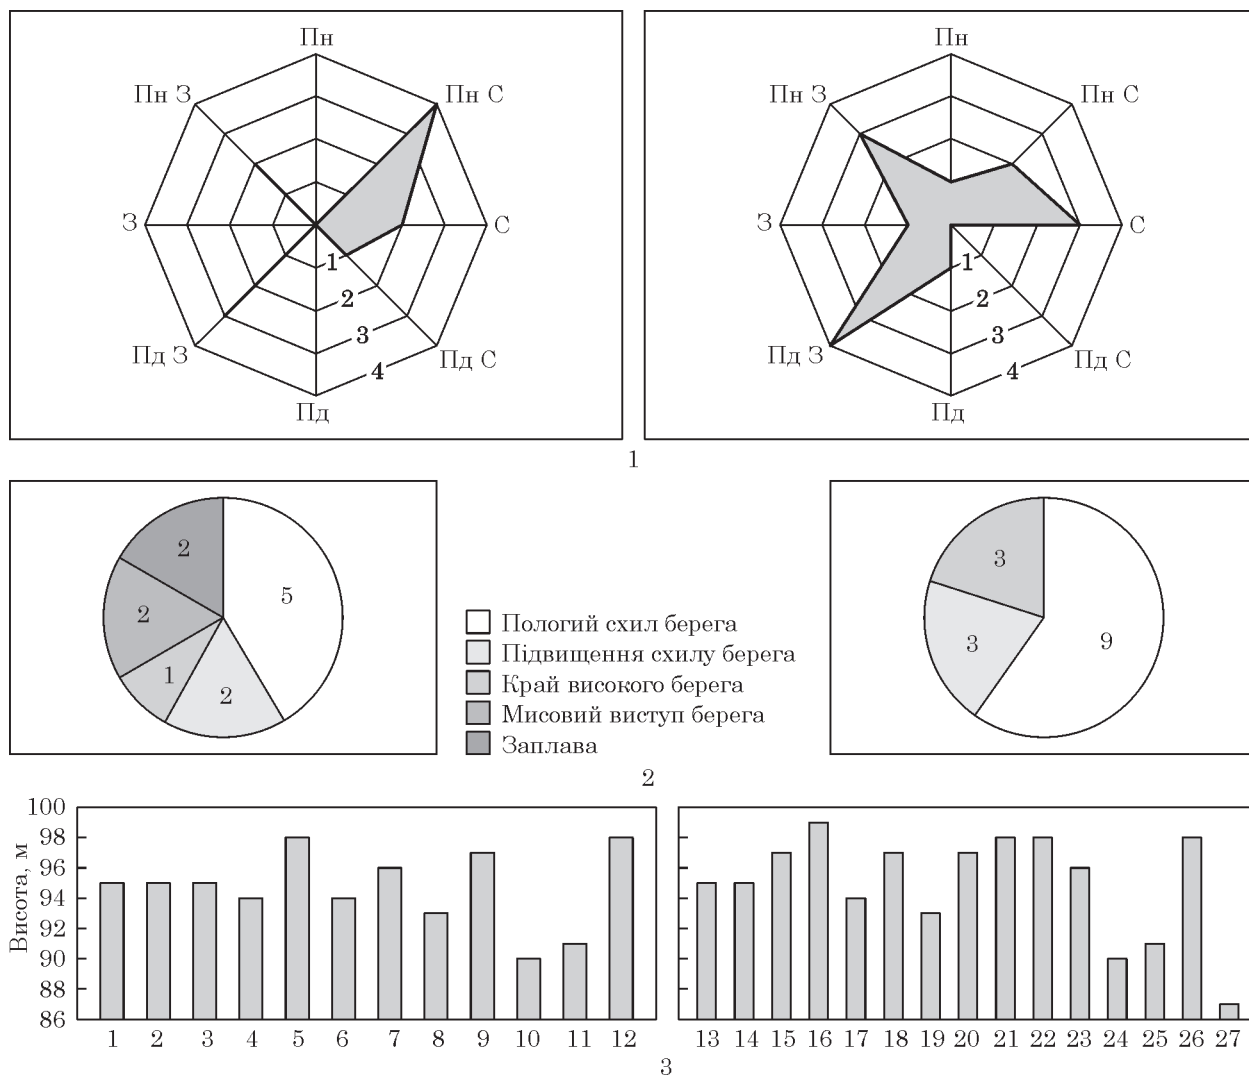 Пн
Пн
Пн З
Пн С
Пн З
Пн С
З
С
З
С
1
1
2
2
3
3
Пд З
Пд С
Пд З
Пд С
4
4
Пд
Пд
1
2
5
2
1
2
Пологий схил берега
Підвищення схилу берега
Край високого берега
Мисовий виступ берега
Заплава
3
3
9
2
Висота, м
100
98
96
94
92
90
88
86
1 2 3 4 5 6 7 8 9 10 11 12
13 14 15 16 17 18 19 20 21 22 23 24 25 26 27
3